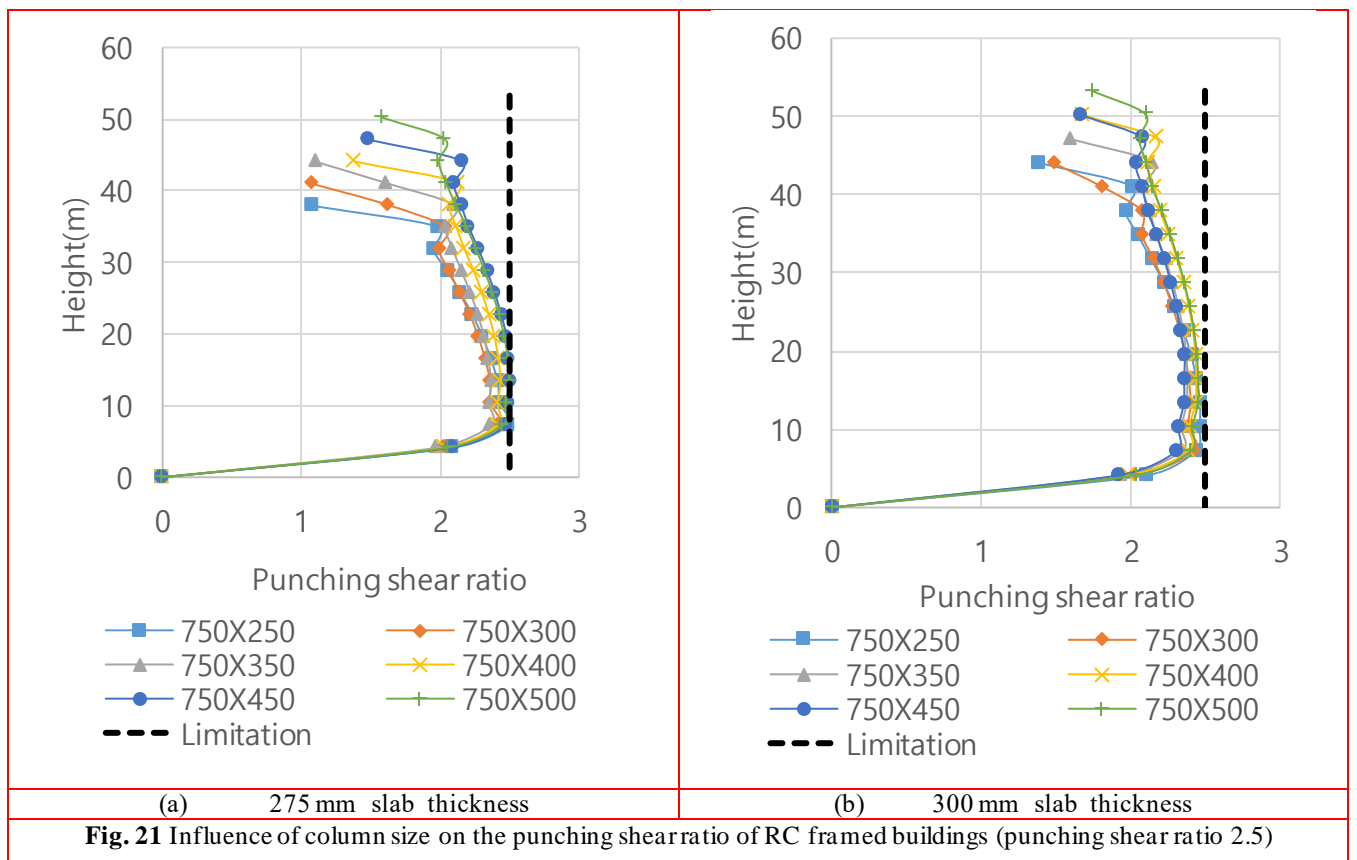 60
50
40
30
20
10
0
Height(m)
0 1 2 3
Punching shear ratio
750X250 750X300
750X350 750X400
750X450 750X500
Limitation
60
50
40
30
20
10
0
Height(m)
0 1 2 3
Punching shear ratio
750X250 750X300
750X350 750X400
750X450 750X500
Limitation
(a) 275 mm slab thickness
(b) 300 mm slab thickness
Fig. 21 Influence of column size on the punching shear ratio of RC framed buildings (punching shear ratio 2.5)